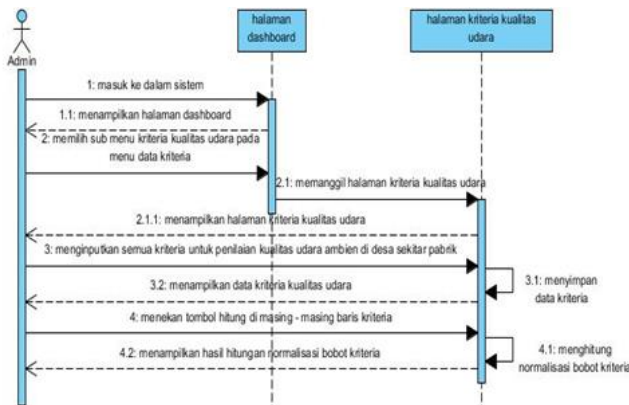 halaman
dashboard
halaman kriteria kualitas
udara
Admin
1: masuk ke dalam sistem
1.1: menampilkan halaman dashboard
2: memilih sub menu kriteria kualitas udara pada
menu data kriteria
2.1: memanggil halaman kriteria kualitas udara
2.1.1: menampilkan halaman kriteria kualitas udara
3: menginputkan semua kriteria untuk penilaian kualitas udara ambien di desa sekitar pabrik
3.1: menyimpan
data kriteria
3.2: menampilkan data kriteria kualitas udara
4: menekan tombol hitung di masing - masing baris kriteria
4.1: menghitung
normalisasi bobot kriteria
4.2: menampilkan hasil hitungan normalisasi bobot kriteria